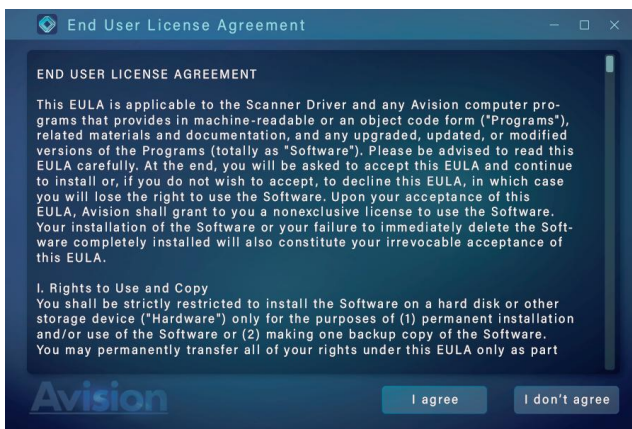 End User License Agreement
END USER LICENSE AGREEMENT
This EULA is applicable to the Scanner Driver and any Avision computer pro-
grams that provides in machine-readable or an object code form ("Programs"),
related materials and documentation, and any upgraded, updated, or modified
versions of the Programs (totally as "Software"). Please be advised to read this
EULA carefully. At the end, you will be asked to accept this EULA and continue
to install or, if you do not wish to accept, to decline this EULA, in which case
you will lose the right to use the Software. Upon your acceptance of this
EULA, Avision shall grant to you a nonexclusive license to use the Software.
Your installation of the Software or your failure to immediately delete the Soft-
ware completely installed will also constitute your irrevocable acceptance of
this EULA.
I. Rights to Use and Copy
You shall be strictly restricted to install the Software on a hard disk or other
storage device ("Hardware") only for the purposes of (1) permanent installation
and/or use of the Software or (2) making one backup copy of the Software.
You may permanently transfer all of your rights under this EULA only as part
Avision
I agree
I don't agree